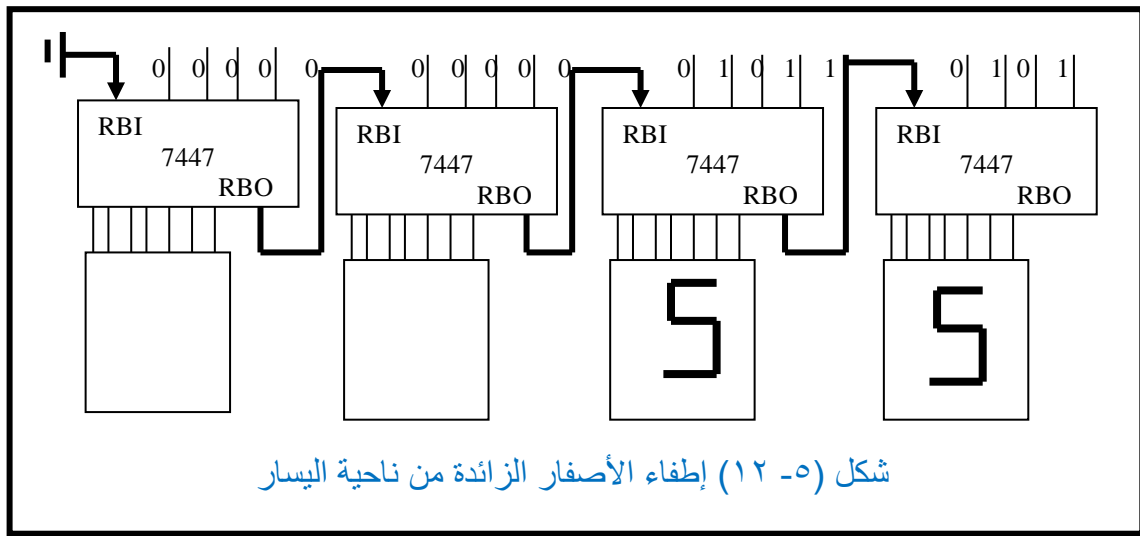 0 0 0 0 0 0 0 0 0 0 0 1 0 1 1 0 1 0 1
RBI RBI RBI RBI
7447 7447 7447 7447
RBO RBO RBO RBO
شكل (٥- ١٢) إطفاء الأصفار الزائدة من ناحية اليسار